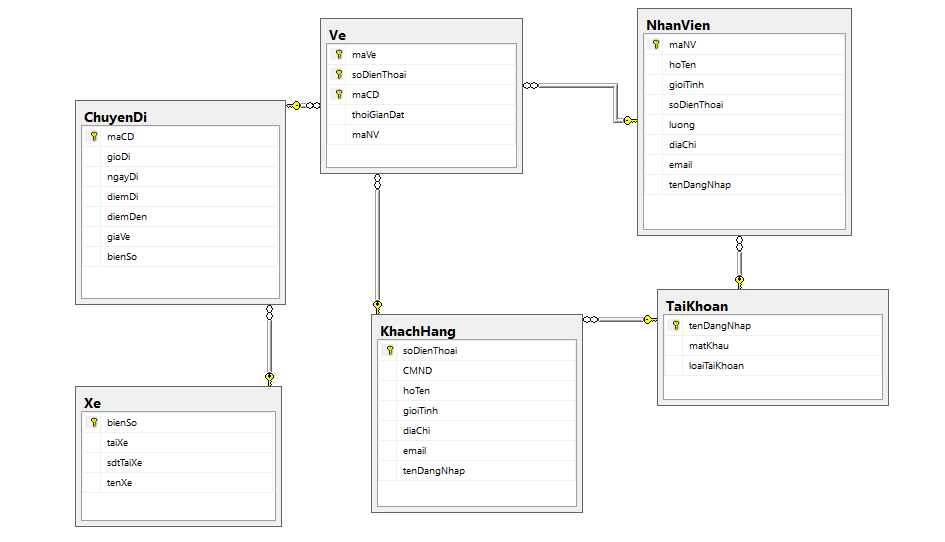 Ve
maVe
soDienThoai
maCD
thoiGianDat
maNV
NhanVien
maNV
hoTen
gioiTinh
soDienThoai
luong
diaChi
email
tenDangNhap
ChuyenDi
maCD
gioDi
ngayDi
diemDi
diemDen
giaVe
bienSo
TaiKhoan
tenDangNhap
matKhau
loaiTaiKhoan
KhachHang
soDienThoai
CMND
hoTen
gioiTinh
diaChi
email
tenDangNhap
Xe
bienSo
taiXe
sdtTaiXe
tenXe